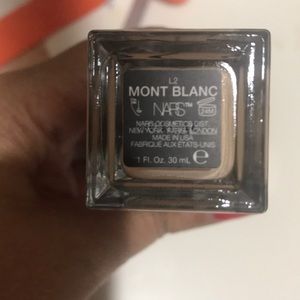 L2
MONT BLANC
NARS™
NARS COSMETICS DIST.
NEW YORK PARIS LONDON
MADE IN USA
FABRIQUÉ AUX ÉTATS-UNIS
1 Fl. Oz. 30 mL ℮